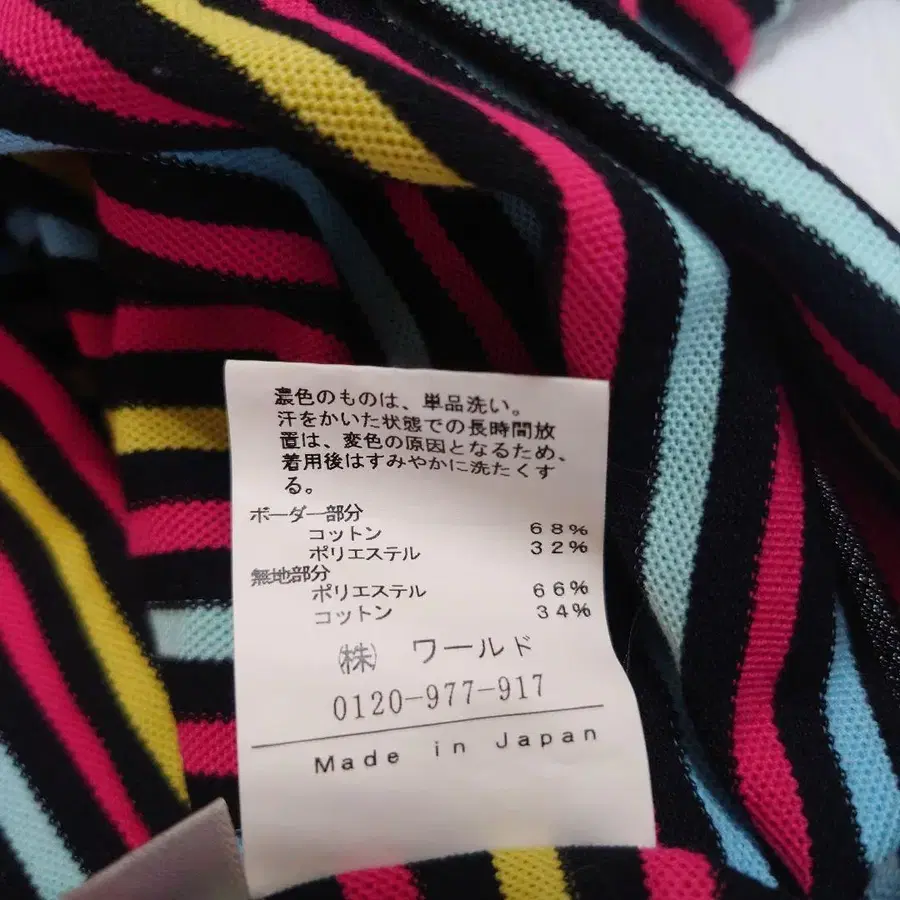 濃色のものは、単品洗い。
汗をかいた状態での長時間放
置は、変色の原因となるため、
着用後はすみやかに洗たくす
る。
ボーダー部分
コットン 68%
ポリエステル 32%
無地部分
ポリエステル 66%
コットン 34%
㈱ ワールド
0120-977-917
Made in Japan